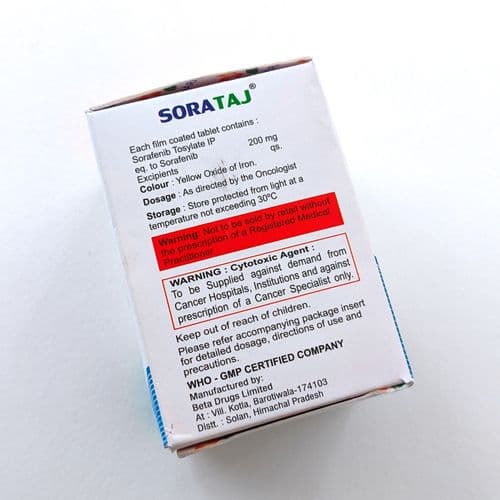 SORATAJ®
Each film coated tablet contains :
Sorafenib Tosylate IP
eq. to Sorafenib 200 mg
Excipients qs.
Colour : Yellow Oxide of Iron.
Dosage : As directed by the Oncologist
Storage : Store protected from light at a
temperature not exceeding 30ºC
Warning: Not to be sold by retail without
the prescription of a Registered Medical
Practitioner
WARNING : Cytotoxic Agent :
To be Supplied against demand from
Cancer Hospitals, Institutions and against
prescription of a Cancer Specialist only.
Keep out of reach of children.
Please refer accompanying package insert
for detailed dosage, directions of use and
precautions.
WHO - GMP CERTIFIED COMPANY
Manufactured by:
Beta Drugs Limited
At : Vill. Kotla, Barotiwala-174103
Distt. : Solan, Himachal Pradesh